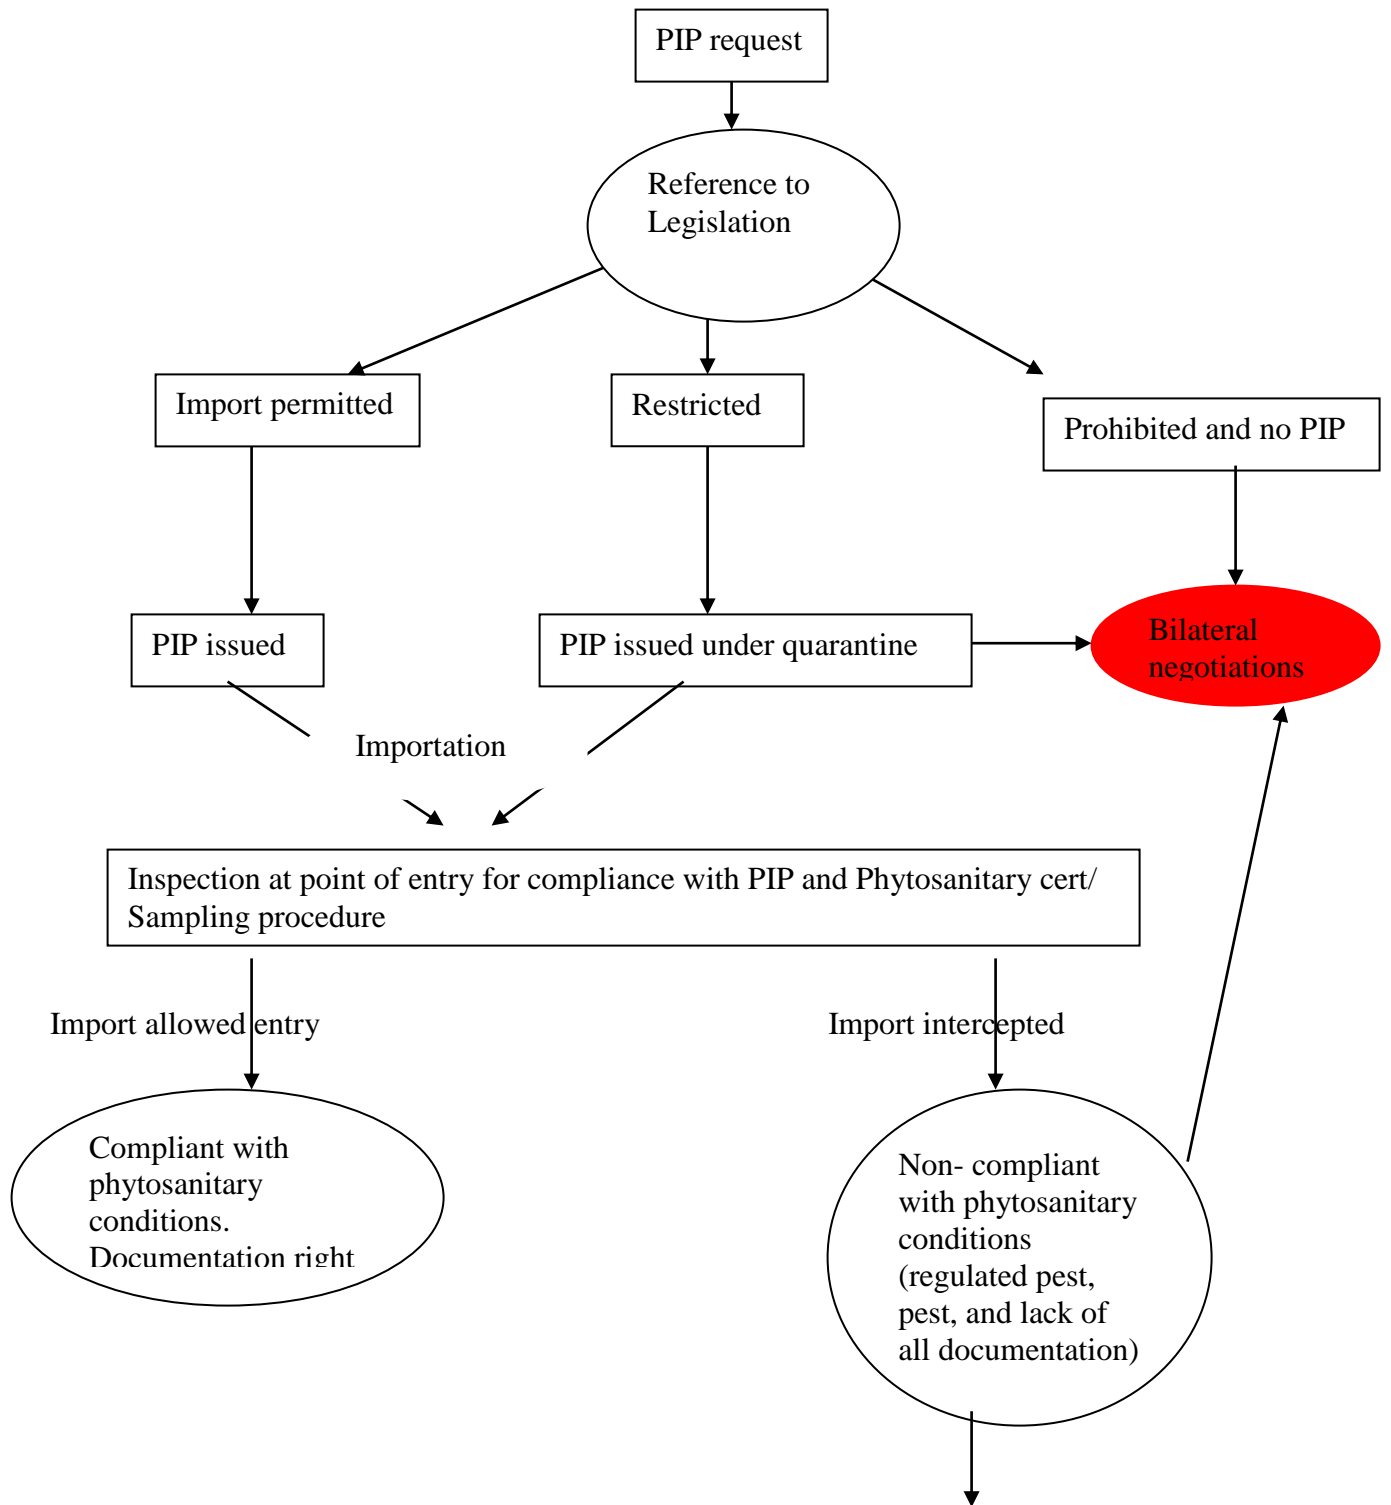 PIP request
Reference to
Legislation
Import permitted
Restricted
Prohibited and no PIP
PIP issued
PIP issued under quarantine
Bilateral
negotiations
Importation
Inspection at point of entry for compliance with PIP and Phytosanitary cert/
Sampling procedure
Import allowed entry
Import intercepted
Compliant with
phytosanitary
conditions.
Documentation right
Non- compliant
with phytosanitary
conditions
(regulated pest,
pest, and lack of
all documentation)